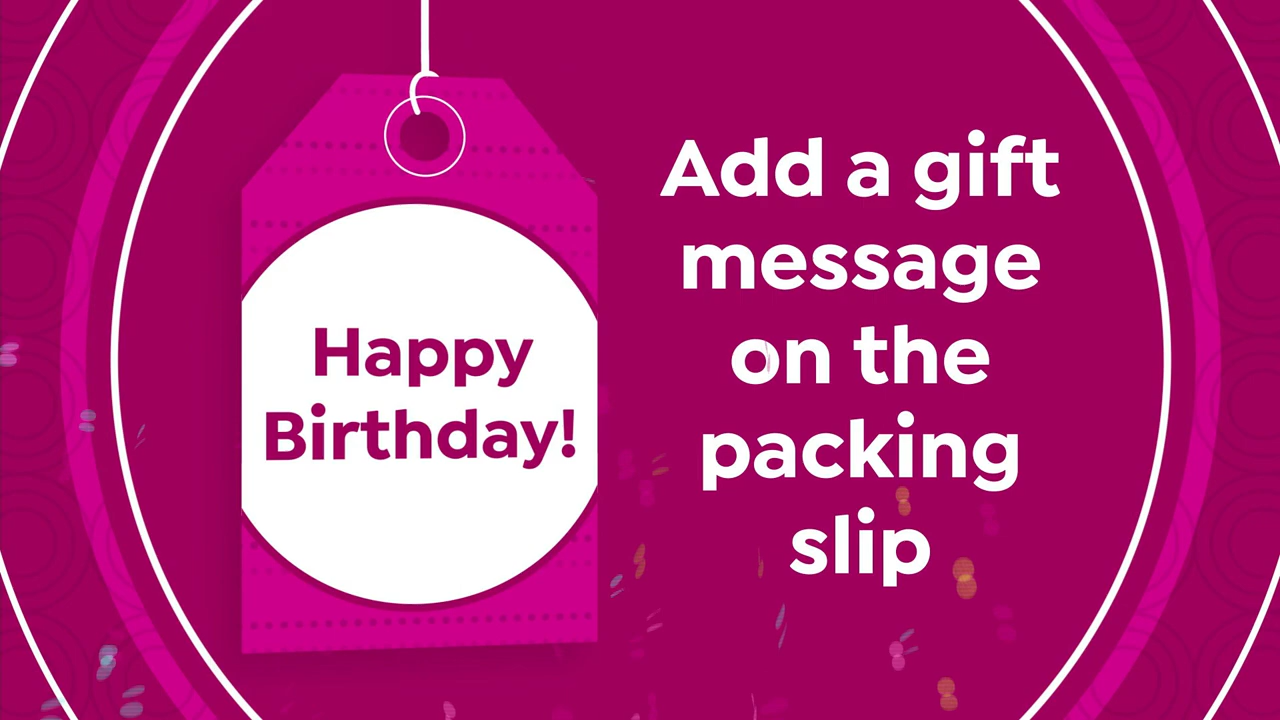 Happy
Birthday!
Add a gift
message
on the
packing
slip